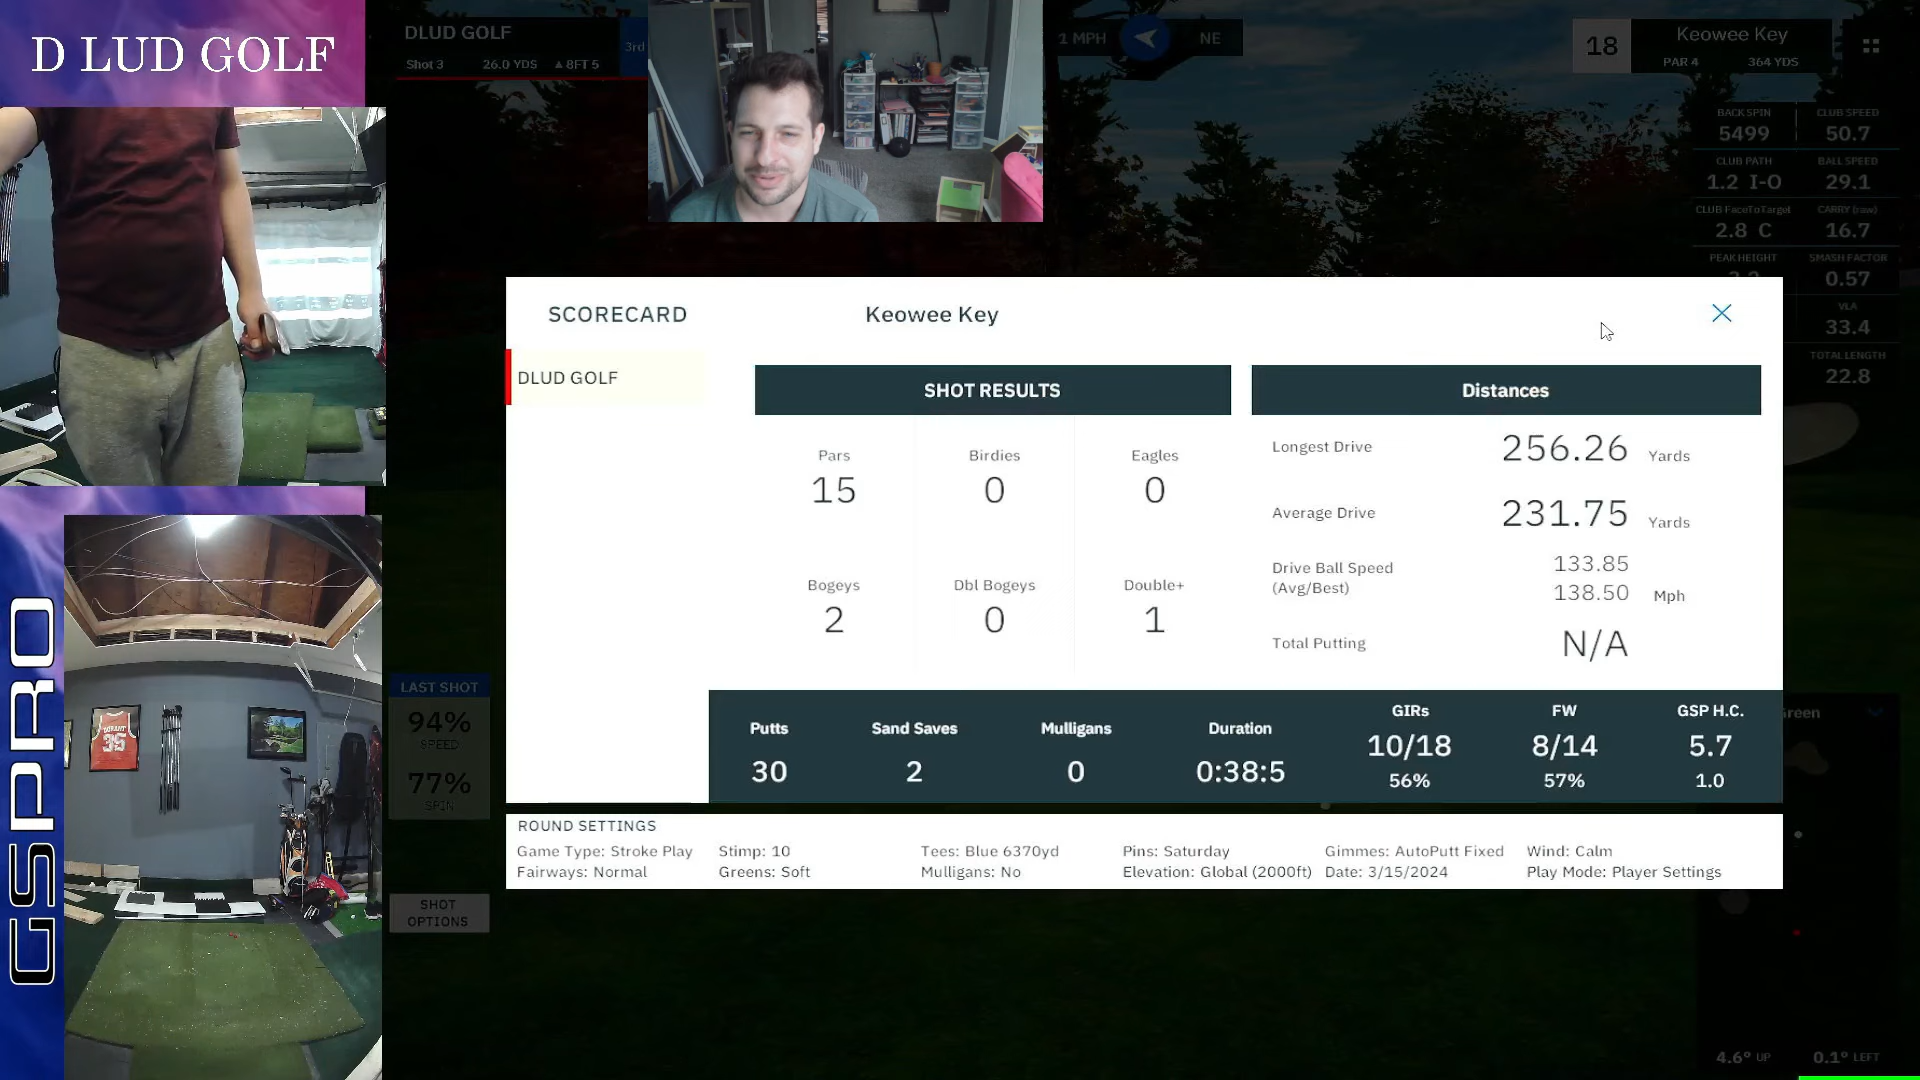 D LUD GOLF
DLUD GOLF
3rd
Shot 3 26.0 YDS ▲8FT 5
1 MPH NE
18
Keowee Key
PAR 4 364 YDS
BACK SPIN CLUB SPEED
5499 50.7
CLUB PATH BALL SPEED
1.2 I-O 29.1
CLUB FaceToTarget CARRY (raw)
2.8 C 16.7
PEAK HEIGHT SMASH FACTOR
0.57
VLA
33.4
TOTAL LENGTH
22.8
SCORECARD Keowee Key
DLUD GOLF
SHOT RESULTS
Pars Birdies Eagles
15 0 0
Bogeys Dbl Bogeys Double+
2 0 1
Distances
Longest Drive 256.26 Yards
Average Drive 231.75 Yards
Drive Ball Speed 133.85
(Avg/Best) 138.50 Mph
Total Putting N/A
Putts Sand Saves Mulligans Duration GIRs FW GSP H.C.
30 2 0 0:38:5 10/18 8/14 5.7
56% 57% 1.0
ROUND SETTINGS
Game Type: Stroke Play Stimp: 10 Tees: Blue 6370yd Pins: Saturday Gimmes: AutoPutt Fixed Wind: Calm
Fairways: Normal Greens: Soft Mulligans: No Elevation: Global (2000ft) Date: 3/15/2024 Play Mode: Player Settings
LAST SHOT
94%
SPEED
77%
SPIN
SHOT
OPTIONS
GSPRO
35
4.6° UP 0.1° LEFT